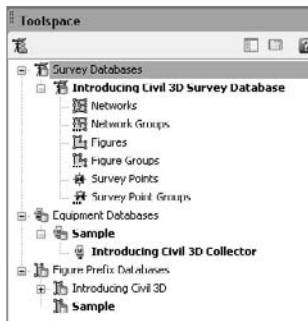 Toolspace
Survey Databases
Introducing Civil 3D Survey Database
Networks
Network Groups
Figures
Figure Groups
Survey Points
Survey Point Groups
Equipment Databases
Sample
Introducing Civil 3D Collector
Figure Prefix Databases
Introducing Civil 3D
Sample